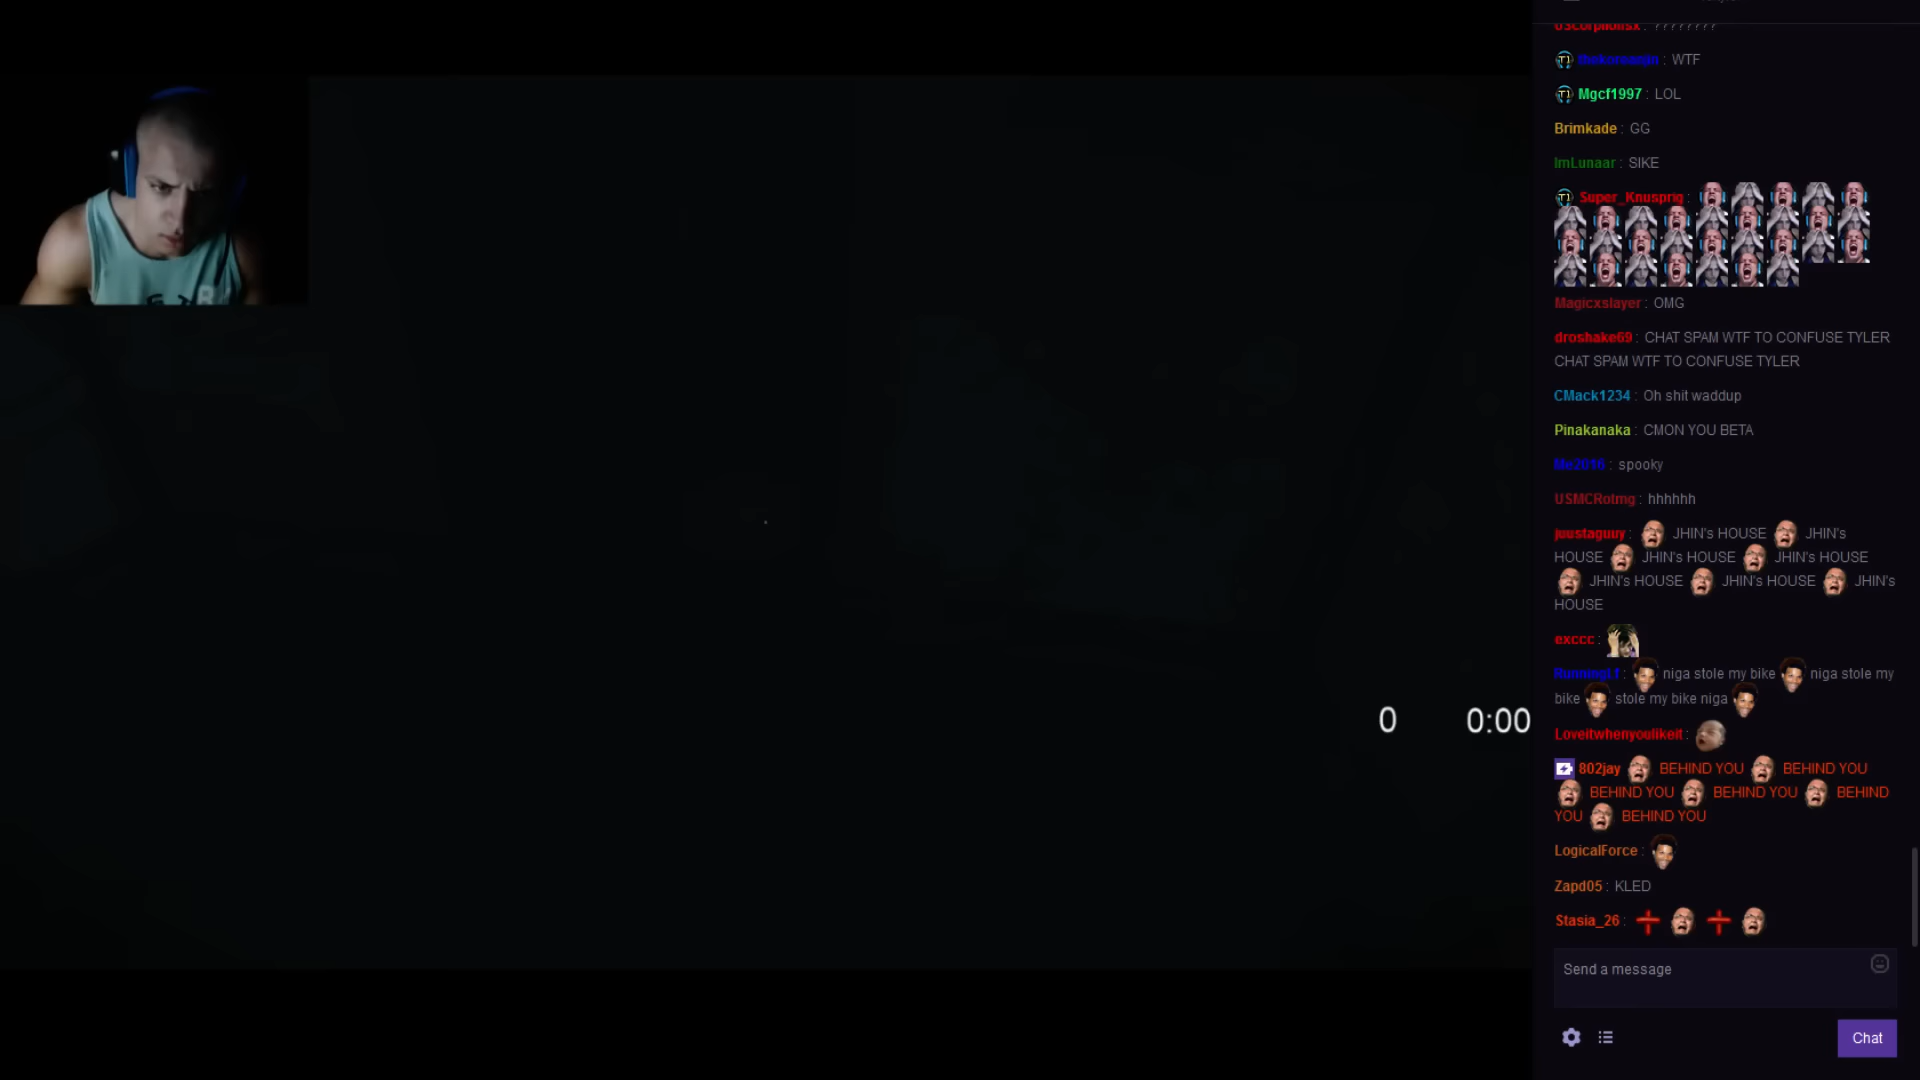 ????????
thekoreanjin : WTF
Mgcf1997 : LOL
Brimkade : GG
ImLunaar : SIKE
Super_Knusprig :
Magicxslayer : OMG
droshake69 : CHAT SPAM WTF TO CONFUSE TYLER
CHAT SPAM WTF TO CONFUSE TYLER
CMack1234 : Oh shit waddup
Pinakanaka : CMON YOU BETA
Me2016 : spooky
USMCRotmg : hhhhhh
juustaguuy : JHIN's HOUSE JHIN's
HOUSE JHIN's HOUSE JHIN's HOUSE
JHIN's HOUSE JHIN's HOUSE JHIN's
HOUSE
exccc :
RunningLf : niga stole my bike niga stole my
bike stole my bike niga
Loveitwhenyoulikeit :
802jay BEHIND YOU BEHIND YOU
BEHIND YOU BEHIND YOU BEHIND
YOU BEHIND YOU
LogicalForce :
Zapd05 : KLED
Stasia_26 :
Send a message
Chat
0 0:00